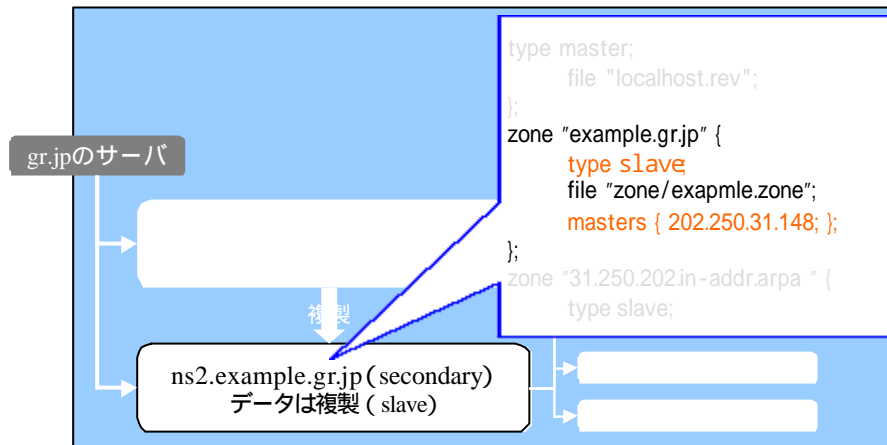 type master;
file "localhost.rev";
};
zone "example.gr.jp" {
type slave;
file "zone/exapmle.zone";
masters { 202.250.31.148; };
};
zone "31.250.202.in-addr.arpa " {
type slave;
gr.jpのサーバ
複製
ns2.example.gr.jp(secondary)
データは複製(slave)